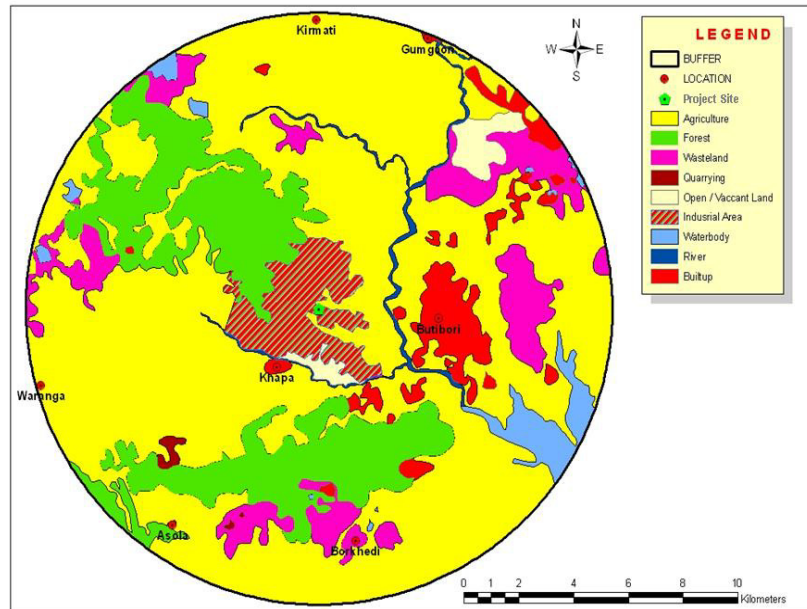 Kirmati
Gumgaon
N
W E
S
LEGEND
BUFFER
LOCATION
Project Site
Agriculture
Forest
Wasteland
Quarrying
Open / Vaccant Land
Indusrial Area
Waterbody
River
Builtup
Butibori
Khapa
Waranga
4
Asola
Borkhedi
0 1 2 4 6 8 10
Kilometers